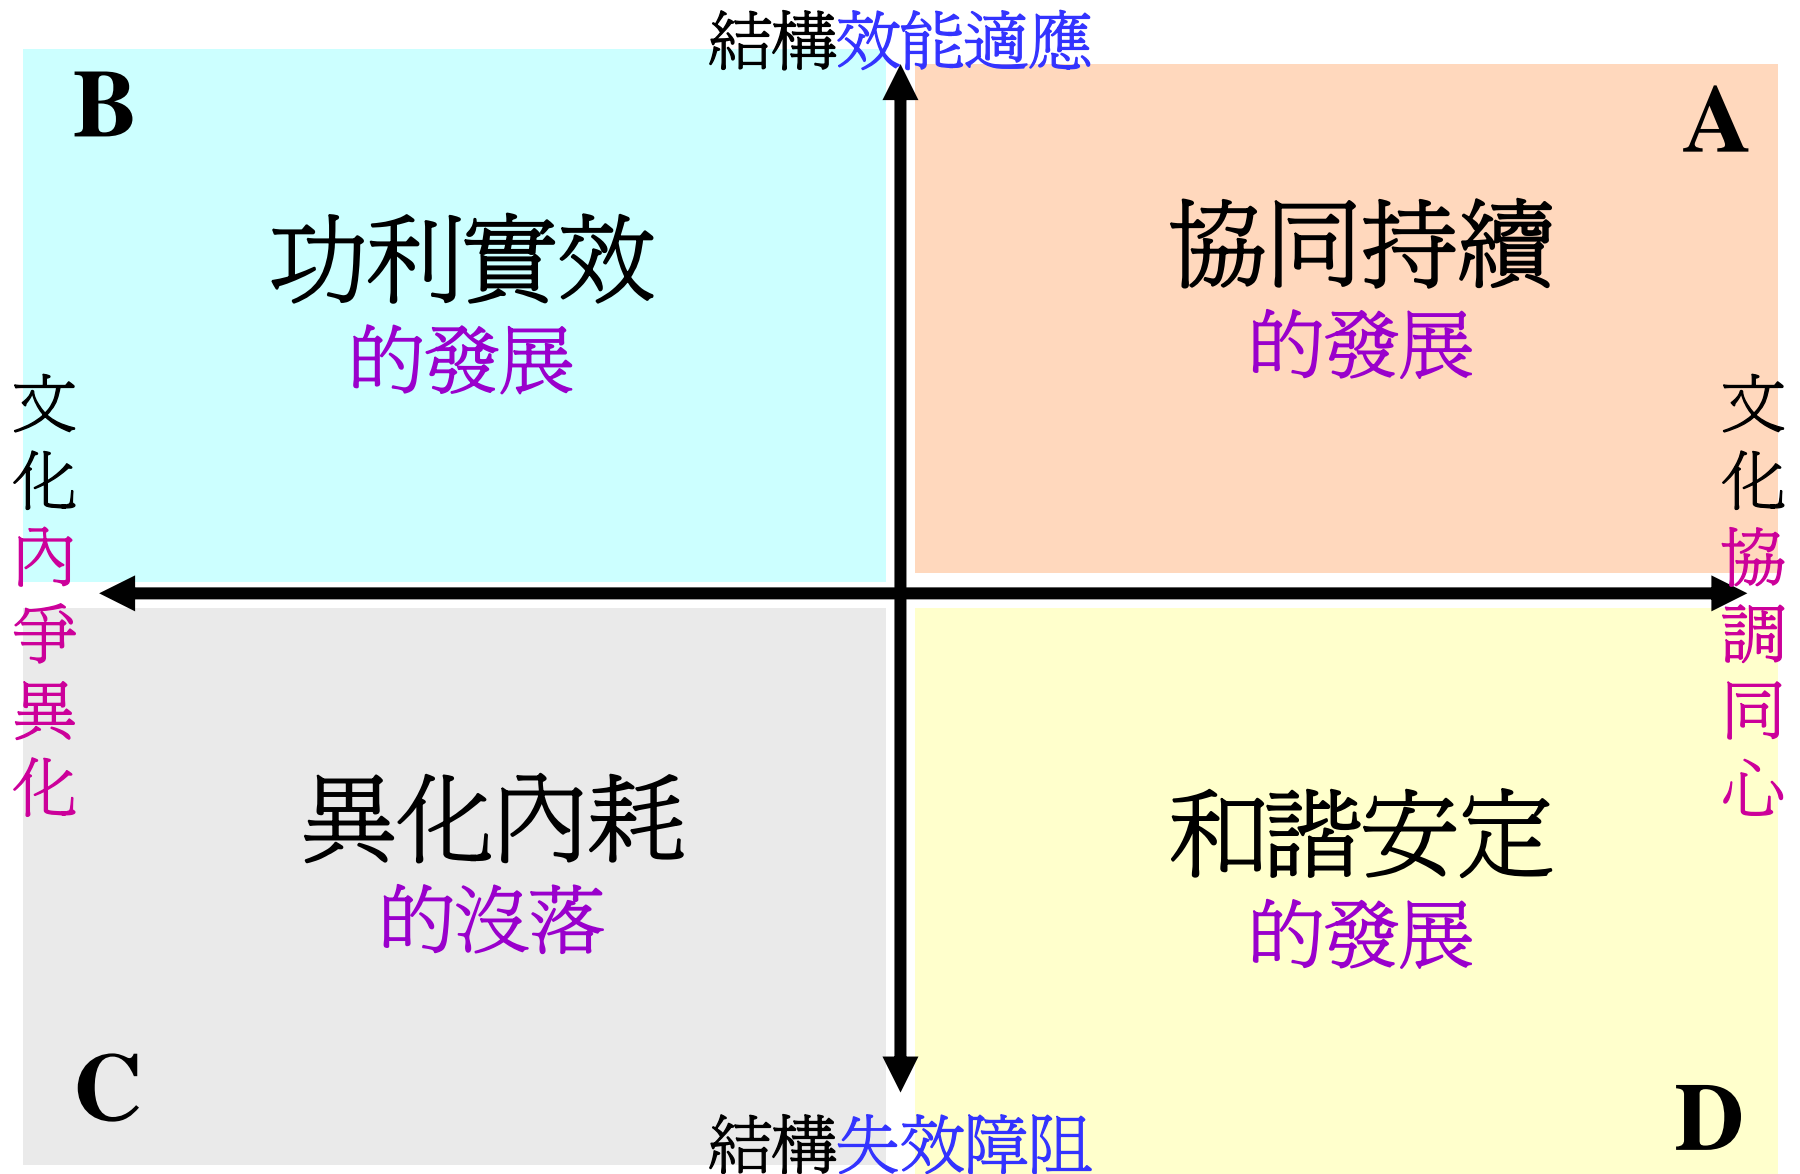 結構效能適應
B
A
功利實效
的發展
協同持續
的發展
文化內爭異化
文化協調同心
異化內耗
的沒落
和諧安定
的發展
C
D
結構失效障阻